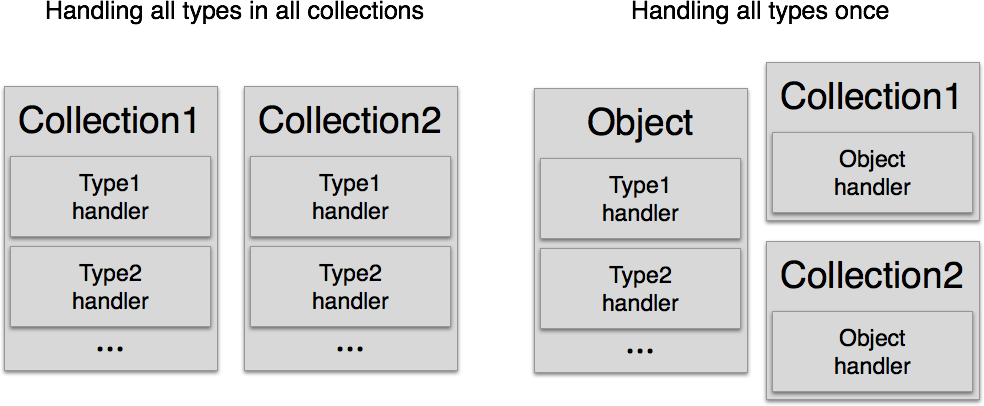 Handling all types in all collections
Collection1
Type1
handler
Type2
handler
...
Collection2
Type1
handler
Type2
handler
...
Handling all types once
Object
Type1
handler
Type2
handler
...
Collection1
Object
handler
Collection2
Object
handler